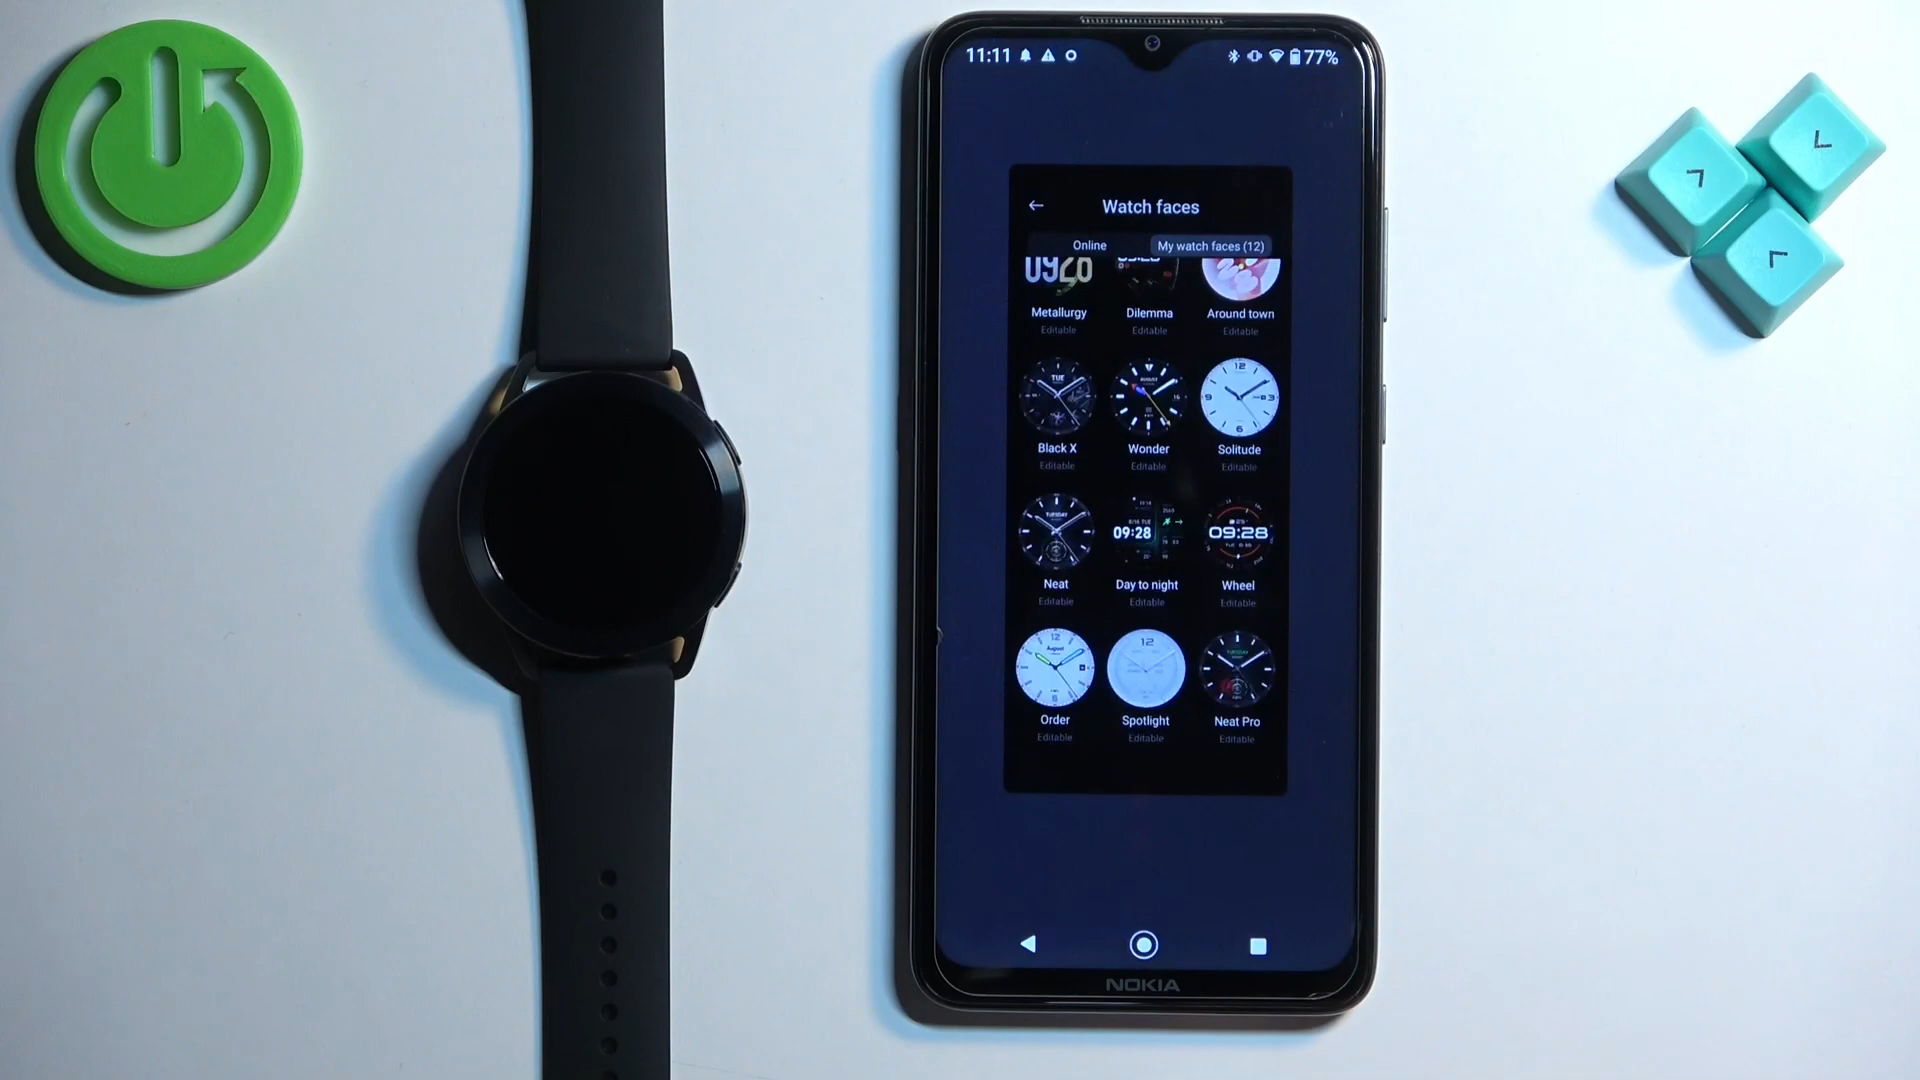 11:11
77%
Watch faces
Online
My watch faces (12)
Metallurgy
Dilemma
Around town
Editable
Editable
Editable
Black X
Wonder
Solitude
Editable
Editable
Editable
09:28
09:28
Neat
Day to night
Wheel
Editable
Editable
Editable
Order
Spotlight
Neat Pro
Editable
Editable
Editable
NOKIA